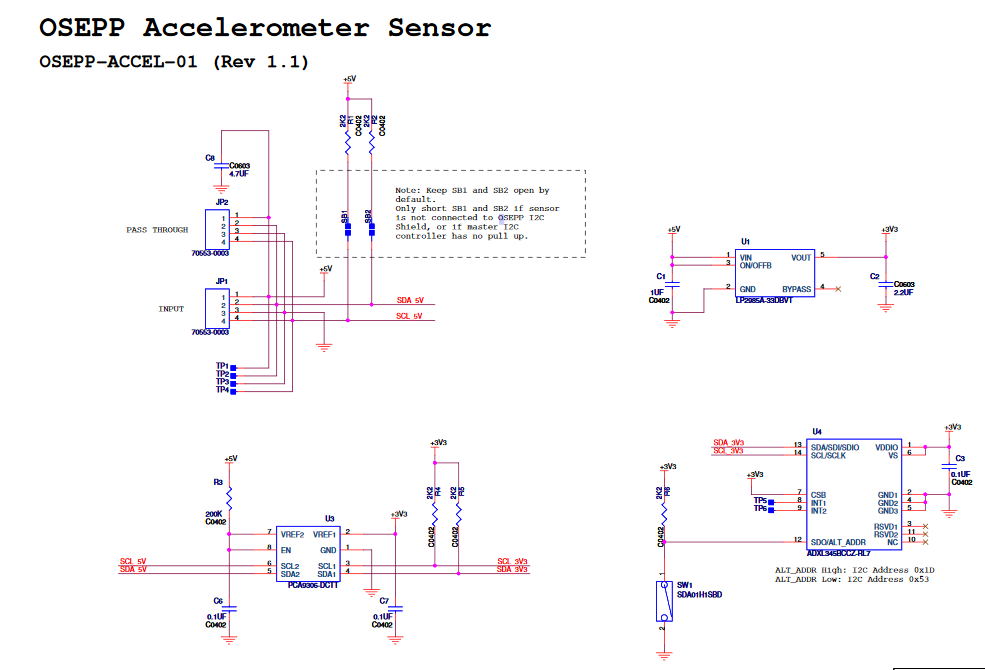 OSEPP Accelerometer Sensor
OSEPP-ACCEL-01 (Rev 1.1)
+5V
2K2
R1
C0402
2K2
R2
C0402
C8
C0603
4.7UF
JP2
PASS THROUGH
1 1
2 2
3 3
4 4
70553-0003
Note: Keep SB1 and SB2 open by
default.
Only short SB1 and SB2 if sensor
is not connected to OSEPP I2C
Shield, or if master I2C
controller has no pull up.
SB1
SB2
+5V
JP1
INPUT
1 1
2 2
3 3
4 4
70553-0003
SDA_5V
SCL_5V
TP1
TP2
TP3
TP4
+5V
U1
+3V3
1 VIN VOUT 5
3 ON/OFFB
2 GND BYPASS 4
LP2985A-33DBVT
C1
1UF
C0402
C2
C0603
2.2UF
+5V
R3
200K
C0402
U3
7 VREF2 VREF1 2
8 EN GND 1
6 SCL2 SCL1 3
5 SDA2 SDA1 4
PCA9306-DCTT
SCL_5V
SDA_5V
+3V3
2K2
R4
C0402
2K2
R5
C0402
+3V3
SCL_3V3
SDA_3V3
C6
0.1UF
C0402
C7
0.1UF
C0402
+3V3
2K2
R6
C0402
1
SW1
SDA01H1SBD
2
U4
SDA_3V3
SCL_3V3
13 SDA/SDI/SDIO VDDIO 1
14 SCL/SCLK VS 6
+3V3
7 CSB GND1 2
TP5 8 INT1 GND2 4
TP6 9 INT2 GND3 5
RSVD1 3
RSVD2 11
12 SDO/ALT_ADDR NC 10
ADXL345BCCZ-RL7
+3V3
C3
0.1UF
C0402
ALT_ADDR High: I2C Address 0x1D
ALT_ADDR Low: I2C Address 0x53